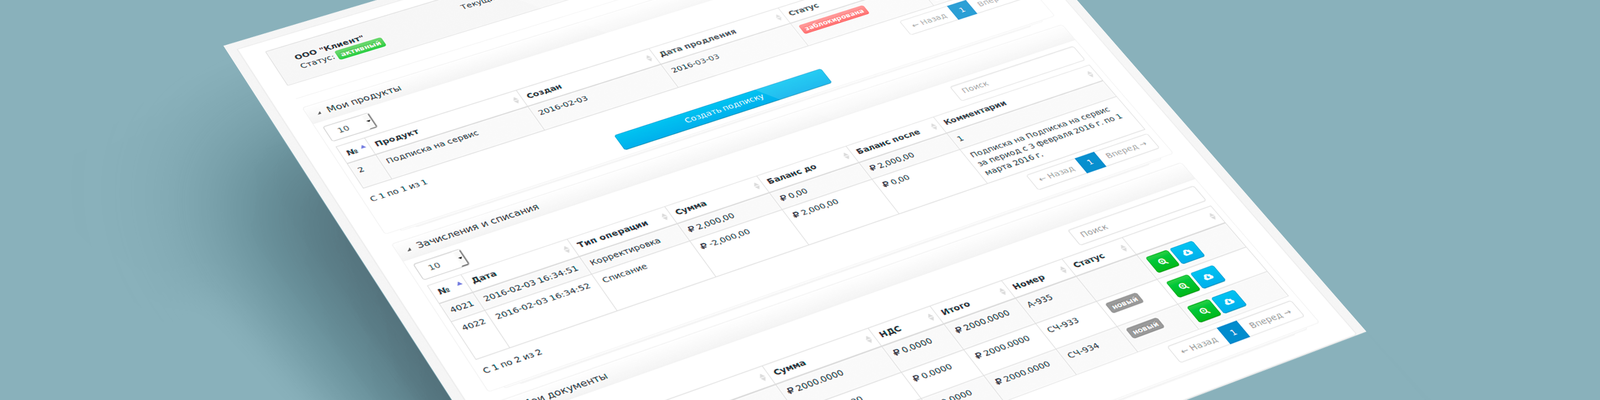 Текущ
ООО "Клиент"
Статус: активный
Мои продукты
10
№ Продукт Создан Дата продления Статус
2 Подписка на сервис 2016-02-03 2016-03-03 заблокирована
С 1 по 1 из 1
← Назад 1 Вперед
Создать подписку
Зачисления и списания
10
Поиск
№ Дата Тип операции Сумма Баланс до Баланс после Комментарии
4021 2016-02-03 16:34:51 Корректировка ₽ 2,000,00 ₽ 0,00 ₽ 2,000,00 1
4022 2016-02-03 16:34:52 Списание ₽ -2,000,00 ₽ 2,000,00 ₽ 0,00 Подписка на Подписка на сервис
за период с 3 февраля 2016 г. по 1
марта 2016 г.
С 1 по 2 из 2
← Назад 1 Вперед →
Мои документы
Поиск
Сумма НДС Итого Номер Статус
₽ 2000.0000 ₽ 0.0000 ₽ 2000.0000 А-935
₽ 0.0000 ₽ 2000.0000 СЧ-933 новый
₽ 2000.0000 СЧ-934 новый
← Назад 1 Вперед →